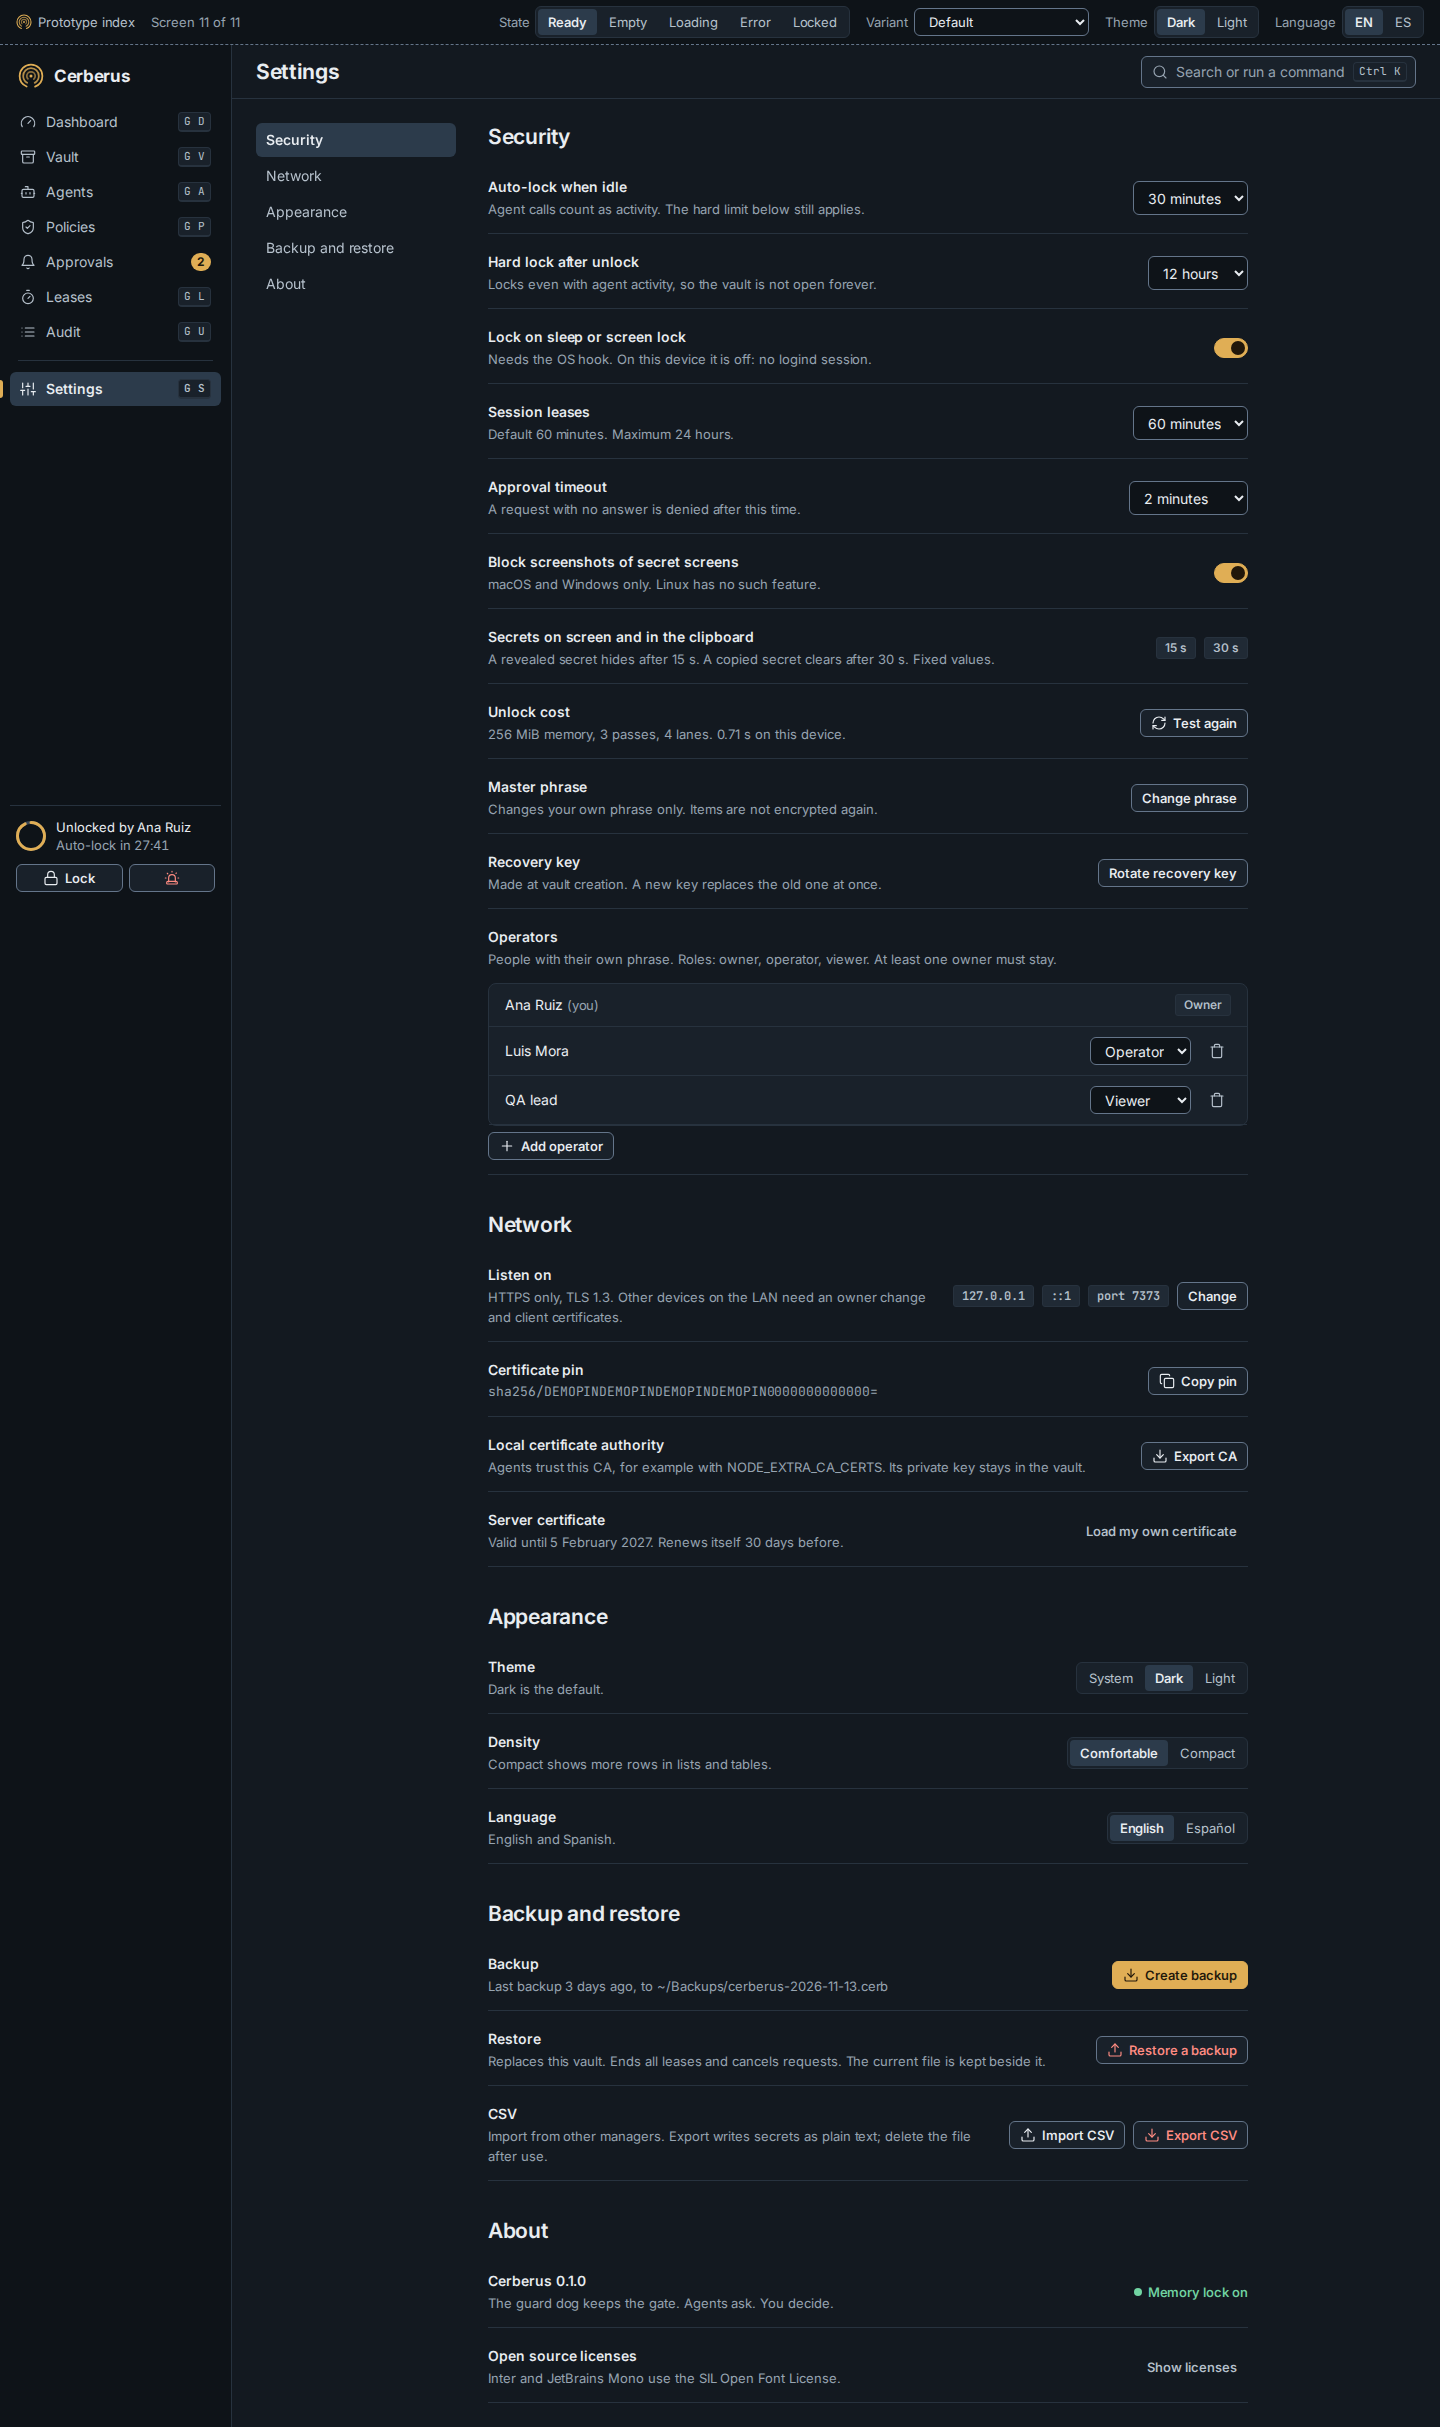 Prototype index
Screen 11 of 11
State
Ready
Empty
Loading
Error
Locked
Variant
Default
Theme
Dark
Light
Language
EN
ES
Cerberus
Dashboard
G D
Vault
G V
Agents
G A
Policies
G P
Approvals
2
Leases
G L
Audit
G U
Settings
G S
Unlocked by Ana Ruiz
Auto-lock in 27:41
Lock
Settings
Search or run a command
Ctrl K
Security
Network
Appearance
Backup and restore
About
Security
Auto-lock when idle
Agent calls count as activity. The hard limit below still applies.
30 minutes
Hard lock after unlock
Locks even with agent activity, so the vault is not open forever.
12 hours
Lock on sleep or screen lock
Needs the OS hook. On this device it is off: no logind session.
Session leases
Default 60 minutes. Maximum 24 hours.
60 minutes
Approval timeout
A request with no answer is denied after this time.
2 minutes
Block screenshots of secret screens
macOS and Windows only. Linux has no such feature.
Secrets on screen and in the clipboard
A revealed secret hides after 15 s. A copied secret clears after 30 s. Fixed values.
15 s
30 s
Unlock cost
256 MiB memory, 3 passes, 4 lanes. 0.71 s on this device.
Test again
Master phrase
Changes your own phrase only. Items are not encrypted again.
Change phrase
Recovery key
Made at vault creation. A new key replaces the old one at once.
Rotate recovery key
Operators
People with their own phrase. Roles: owner, operator, viewer. At least one owner must stay.
Ana Ruiz (you)
Owner
Luis Mora
Operator
QA lead
Viewer
Add operator
Network
Listen on
HTTPS only, TLS 1.3. Other devices on the LAN need an owner change
and client certificates.
127.0.0.1
::1
port 7373
Change
Certificate pin
sha256/DEMOPINDEMOPINDEMOPINDEMOPIN0000000000000=
Copy pin
Local certificate authority
Agents trust this CA, for example with NODE_EXTRA_CA_CERTS. Its private key stays in the vault.
Export CA
Server certificate
Valid until 5 February 2027. Renews itself 30 days before.
Load my own certificate
Appearance
Theme
Dark is the default.
System
Dark
Light
Density
Compact shows more rows in lists and tables.
Comfortable
Compact
Language
English and Spanish.
English
Español
Backup and restore
Backup
Last backup 3 days ago, to ~/Backups/cerberus-2026-11-13.cerb
Create backup
Restore
Replaces this vault. Ends all leases and cancels requests. The current file is kept beside it.
Restore a backup
CSV
Import from other managers. Export writes secrets as plain text; delete the file
after use.
Import CSV
Export CSV
About
Cerberus 0.1.0
The guard dog keeps the gate. Agents ask. You decide.
Memory lock on
Open source licenses
Inter and JetBrains Mono use the SIL Open Font License.
Show licenses